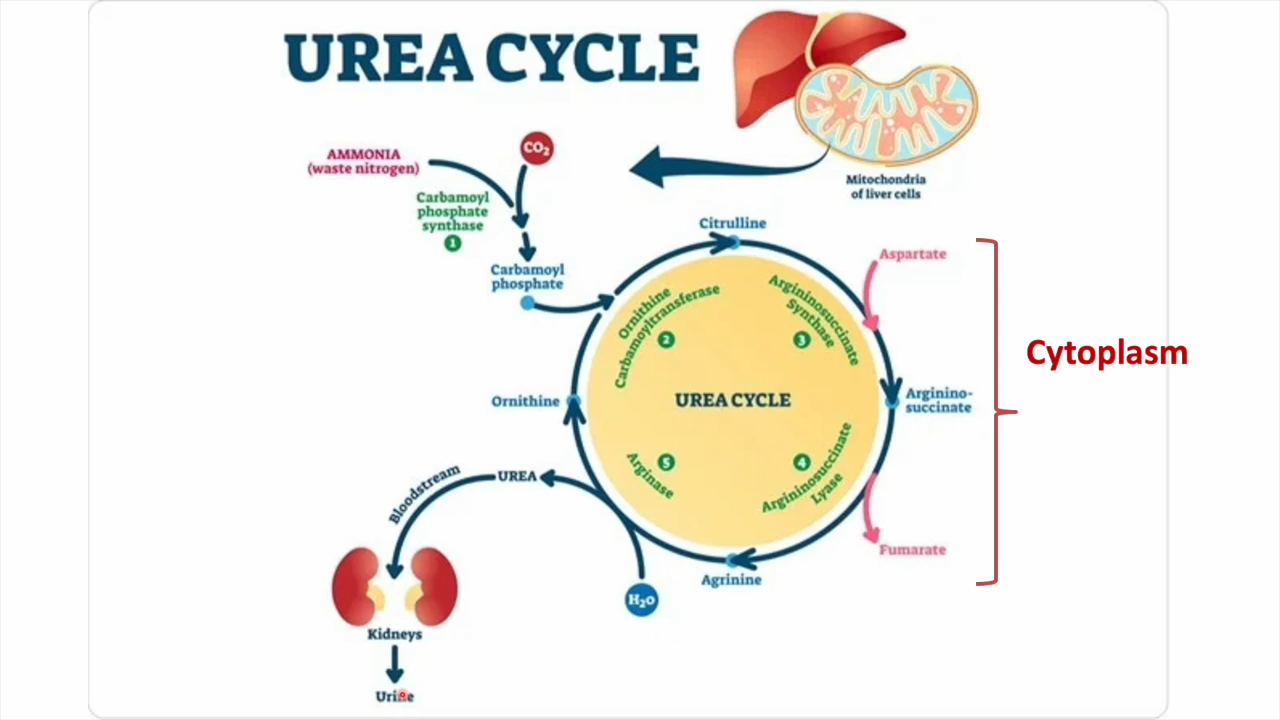 UREA CYCLE
CO₂
AMMONIA
(waste nitrogen)
Carbamoyl
phosphate
synthase
1
Mitochondria
of liver cells
Citrulline
Carbamoyl
phosphate
Aspartate
Ornithine
Carbamoyltransferase
2
Argininosuccinate
Synthase
3
Cytoplasm
Ornithine
UREA CYCLE
Arginino-
succinate
5
Arginase
4
Argininosuccinate
Lyase
UREA
Bloodstream
Fumarate
Agrinine
H₂O
Kidneys
Urine